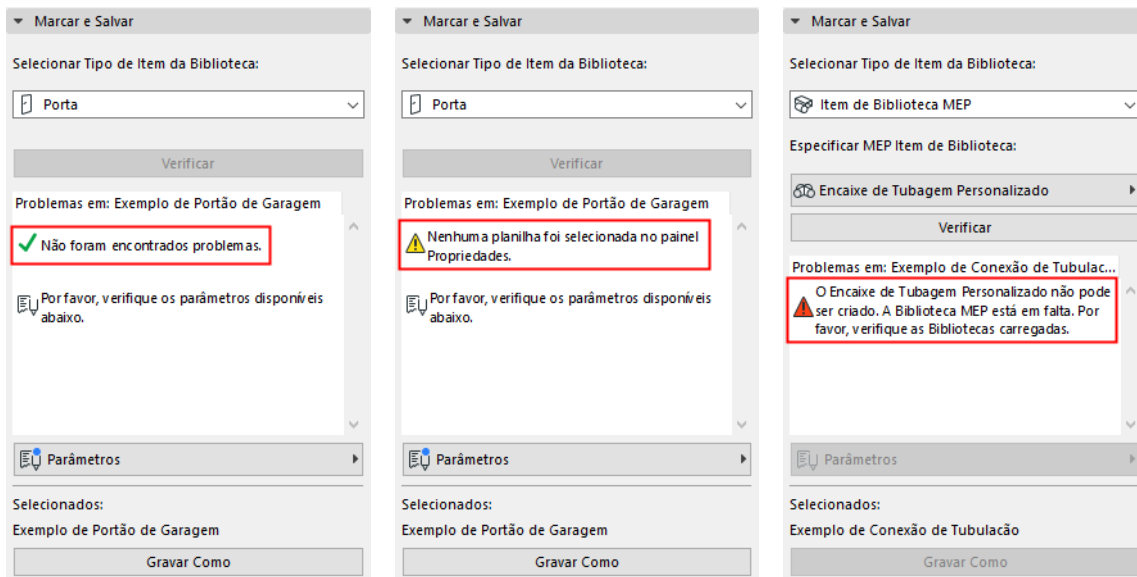 Marcar e Salvar
Selecionar Tipo de Item da Biblioteca:
Porta
Verificar
Problemas em: Exemplo de Portão de Garagem
Não foram encontrados problemas.
Por favor, verifique os parâmetros disponíveis
abaixo.
Parâmetros
Selecionados:
Exemplo de Portão de Garagem
Gravar Como
Marcar e Salvar
Selecionar Tipo de Item da Biblioteca:
Porta
Verificar
Problemas em: Exemplo de Portão de Garagem
Nenhuma planilha foi selecionada no painel
Propriedades.
Por favor, verifique os parâmetros disponíveis
abaixo.
Parâmetros
Selecionados:
Exemplo de Portão de Garagem
Gravar Como
Marcar e Salvar
Selecionar Tipo de Item da Biblioteca:
Item de Biblioteca MEP
Especificar MEP Item de Biblioteca:
Encaixe de Tubagem Personalizado
Verificar
Problemas em: Exemplo de Conexão de Tubulac...
O Encaixe de Tubagem Personalizado não pode
ser criado. A Biblioteca MEP está em falta. Por
favor, verifique as Bibliotecas carregadas.
Parâmetros
Selecionados:
Exemplo de Conexão de Tubulacão
Gravar Como